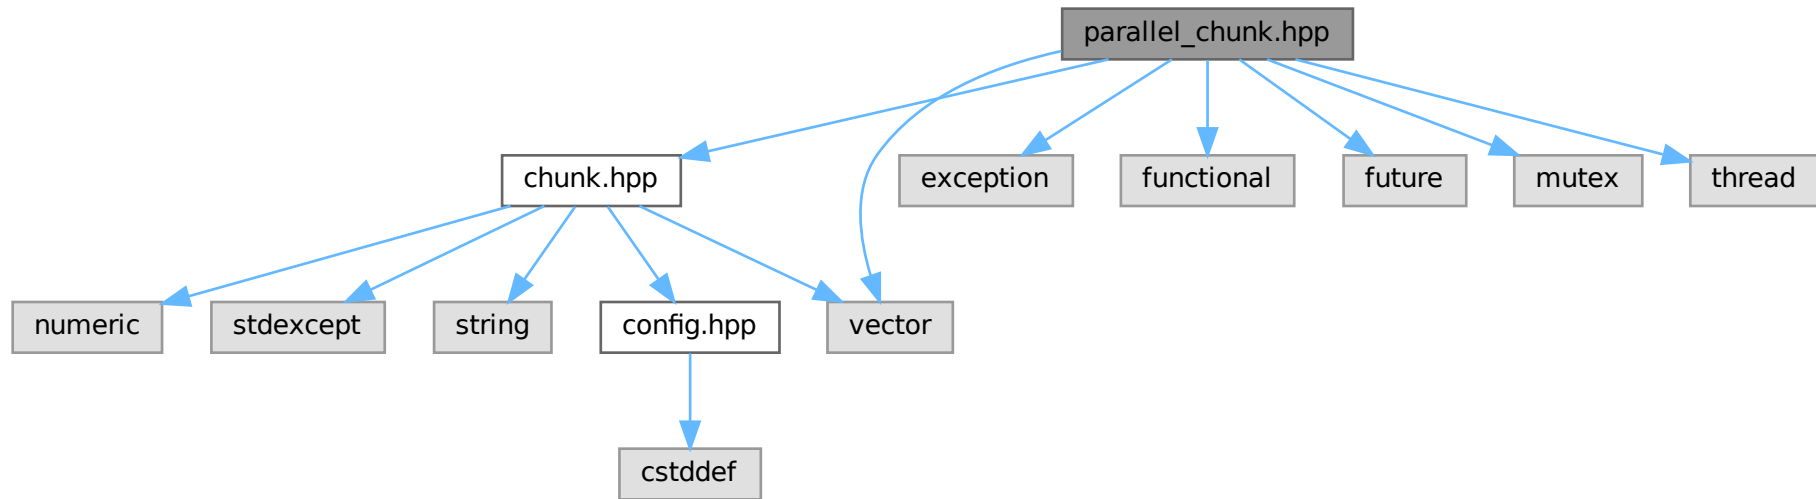 parallel_chunk.hpp
chunk.hpp
exception
functional
future
mutex
thread
numeric
stdexcept
string
config.hpp
vector
cstddef